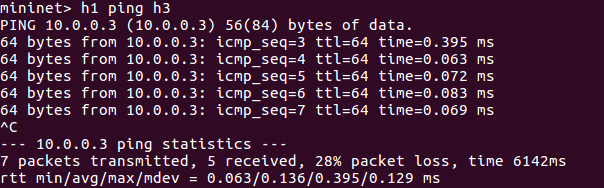 mininet> h1 ping h3
PING 10.0.0.3 (10.0.0.3) 56(84) bytes of data.
64 bytes from 10.0.0.3: icmp_seq=3 ttl=64 time=0.395 ms
64 bytes from 10.0.0.3: icmp_seq=4 ttl=64 time=0.063 ms
64 bytes from 10.0.0.3: icmp_seq=5 ttl=64 time=0.072 ms
64 bytes from 10.0.0.3: icmp_seq=6 ttl=64 time=0.083 ms
64 bytes from 10.0.0.3: icmp_seq=7 ttl=64 time=0.069 ms
^C
--- 10.0.0.3 ping statistics ---
7 packets transmitted, 5 received, 28% packet loss, time 6142ms
rtt min/avg/max/mdev = 0.063/0.136/0.395/0.129 ms